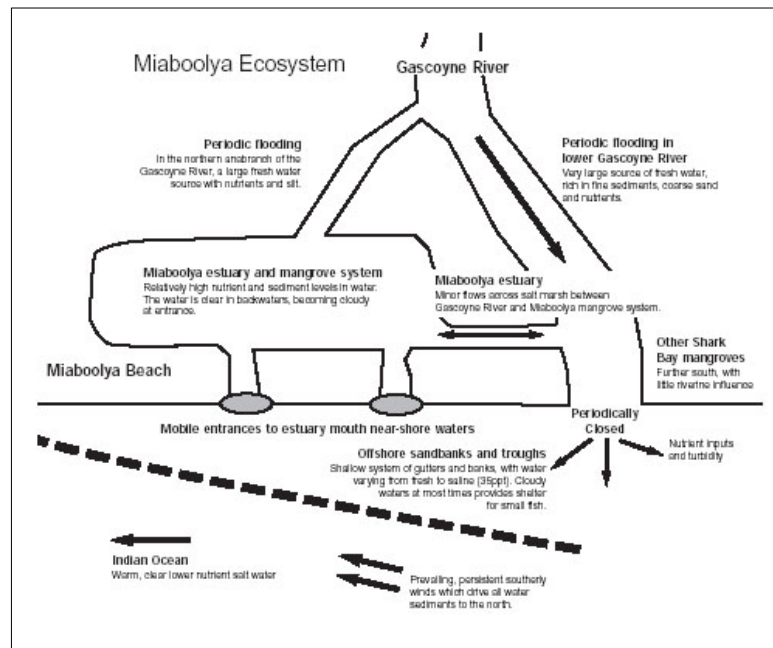 Miaboolya Ecosystem
Gascoyne River
Periodic flooding
In the northern anabranch of the
Gascoyne River, a large fresh water
source with nutrients and silt.
Periodic flooding in
lower Gascoyne River
Very large source of fresh water,
rich in fine sediments, coarse sand
and nutrients.
Miaboolya estuary and mangrove system
Relatively high nutrient and sediment levels in water.
The water is clear in backwaters, becoming cloudy
at entrance.
Miaboolya estuary
Minor flows across salt marsh between
Gascoyne River and Miaboolya mangrove system.
Other Shark
Bay mangroves
Further south, with
little riverine influence
Miaboolya Beach
Mobile entrances to estuary mouth near-shore waters
Periodically
Closed
Nutrient inputs
and turbidity
Offshore sandbanks and troughs
Shallow system of gutters and banks, with water
varying from fresh to saline (35ppt). Cloudy
waters at most times provides shelter
for small fish.
Indian Ocean
Warm, clear lower nutrient salt water
Prevailing, persistent southerly
winds which drive all water
sediments to the north.